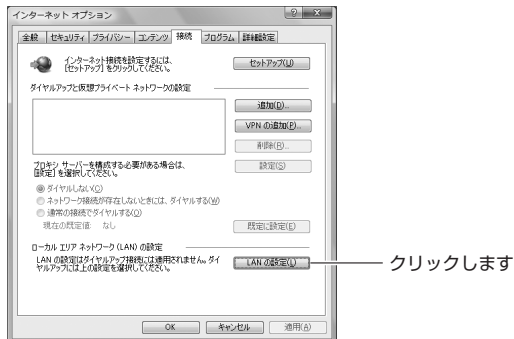 インターネット オプション
全般 セキュリティ プライバシー コンテンツ 接続 プログラム 詳細設定
インターネット接続を設定するには、
[セットアップ] をクリックしてください。
セットアップ(U)
ダイヤルアップと仮想プライベート ネットワークの設定
追加(D)...
VPN の追加(P)...
削除(R)...
プロキシ サーバーを構成する必要がある場合は、
[設定] を選択してください。
設定(S)
ダイヤルしない(C)
ネットワーク接続が存在しないときには、ダイヤルする(W)
通常の接続でダイヤルする(O)
現在の既定値: なし
既定に設定(E)
ローカル エリア ネットワーク (LAN) の設定
LAN の設定はダイヤルアップ接続には適用されません。ダイ
ヤルアップには上の設定を選択してください。
LAN の設定(L)
クリックします
OK キャンセル 適用(A)